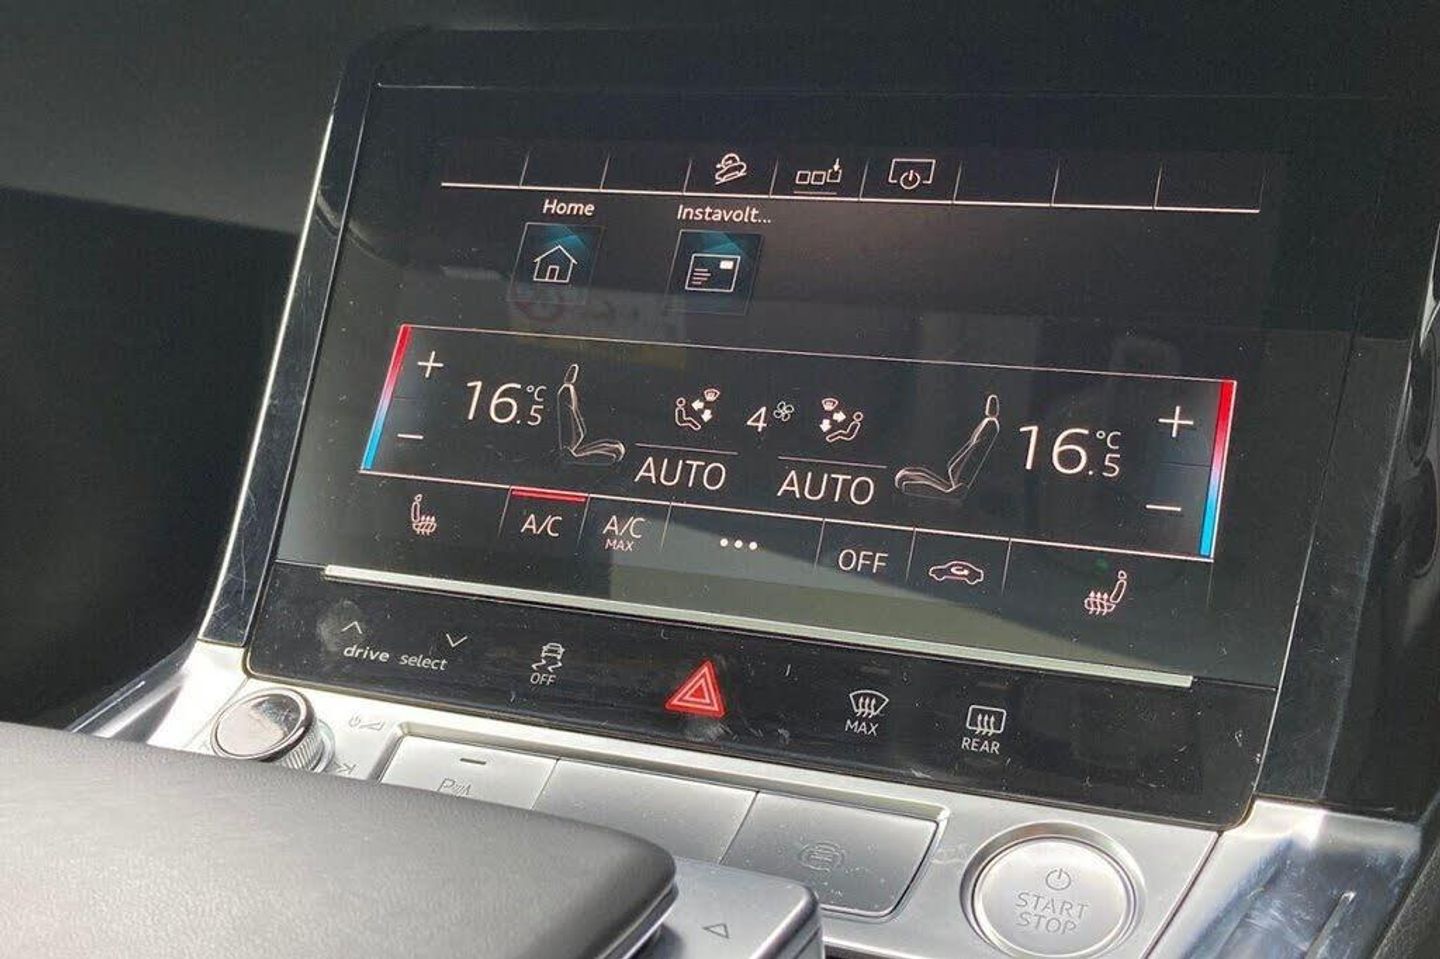 Home Instavolt...
+ 16.5 °C 4 16.5 °C +
− AUTO AUTO −
A/C A/C MAX ••• OFF
drive select
OFF
MAX
REAR
START
STOP